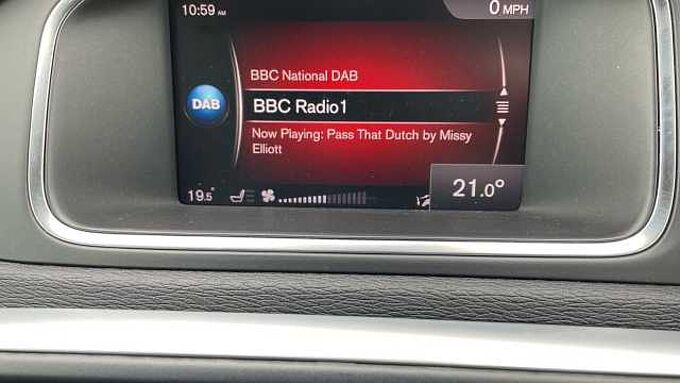 10:59 AM
0 MPH
BBC National DAB
DAB
BBC Radio1
Now Playing: Pass That Dutch by Missy
Elliott
19.5°
21.0°